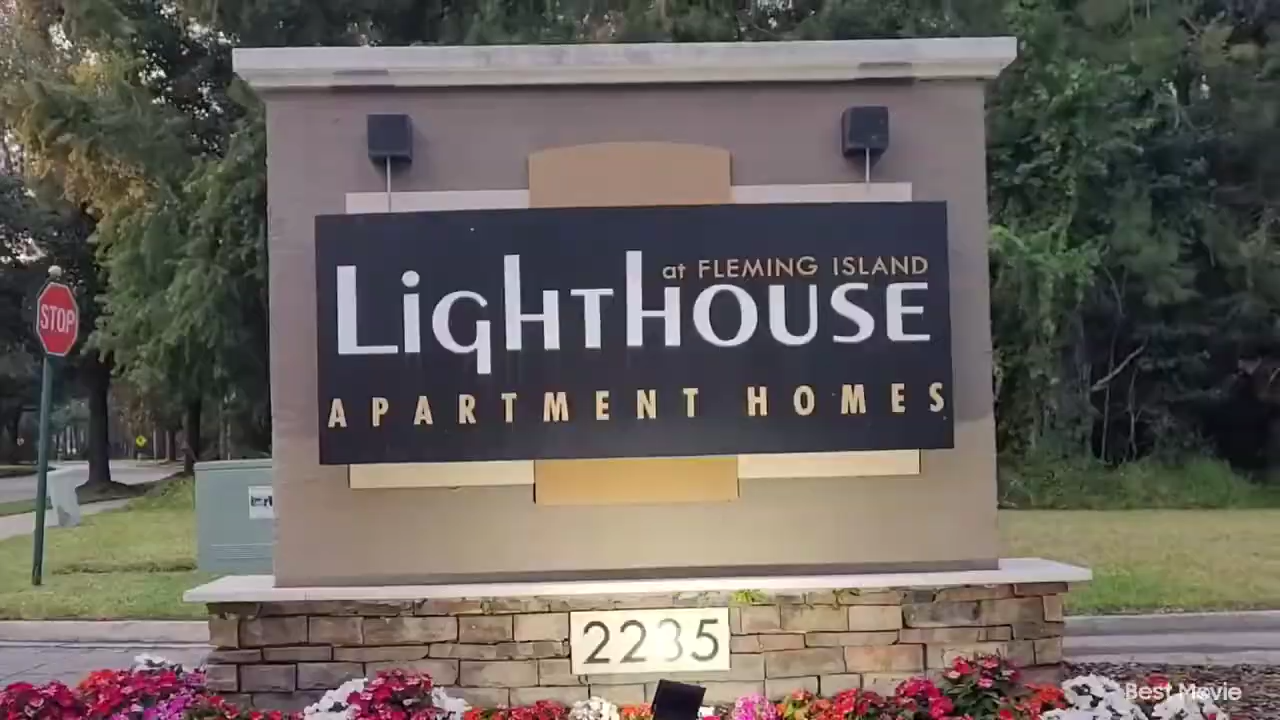 STOP
at FLEMING ISLAND
LigHTHOUSE
APARTMENT HOMES
2235
Best Movie